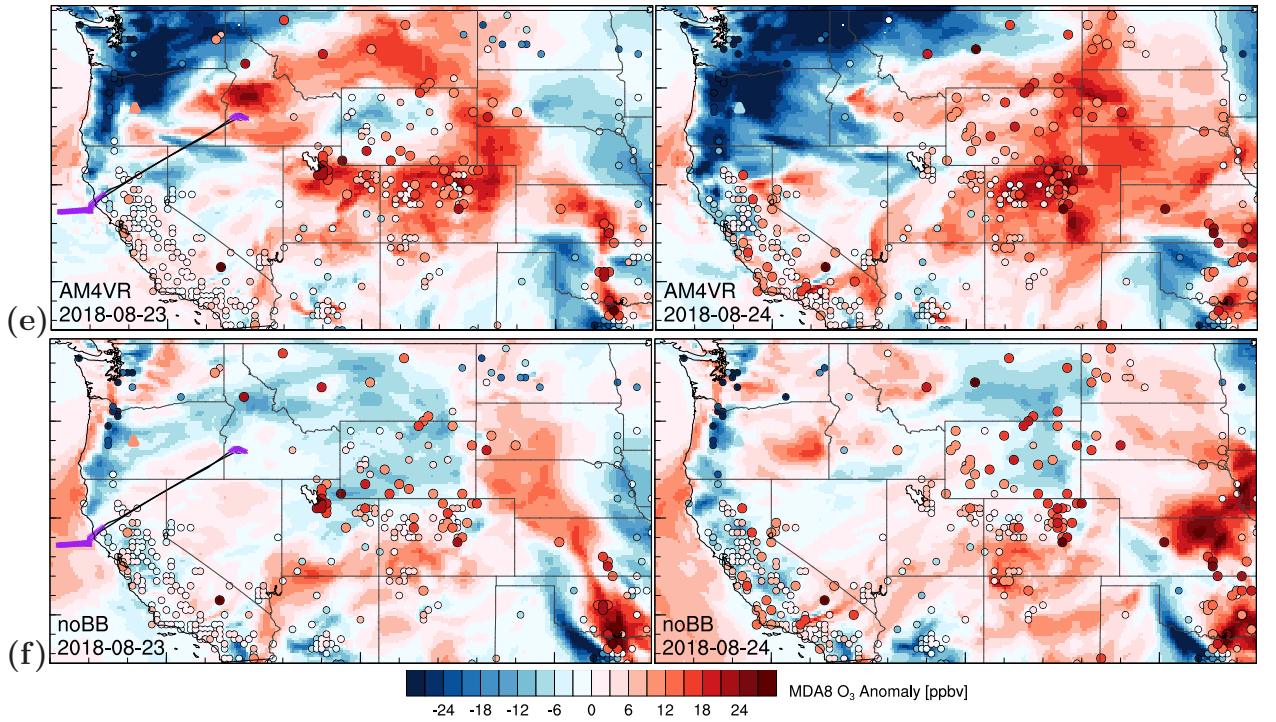 (e)
AM4VR
2018-08-23
AM4VR
2018-08-24
(f)
noBB
2018-08-23
noBB
2018-08-24
-24 -18 -12 -6 0 6 12 18 24
MDA8 O₃ Anomaly [ppbv]